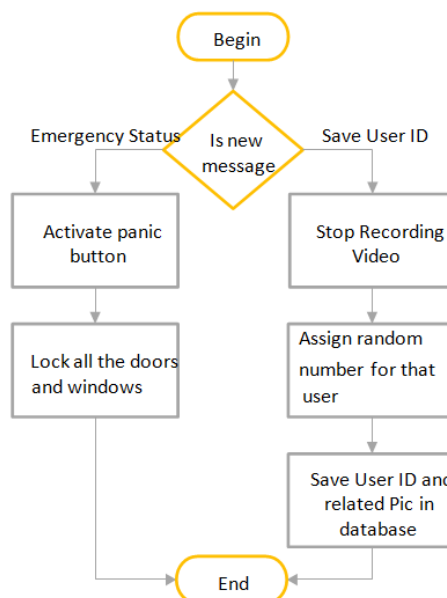 Begin
Is new
message
Emergency Status
Save User ID
Activate panic
button
Stop Recording
Video
Lock all the doors
and windows
Assign random
number for that
user
Save User ID and
related Pic in
database
End